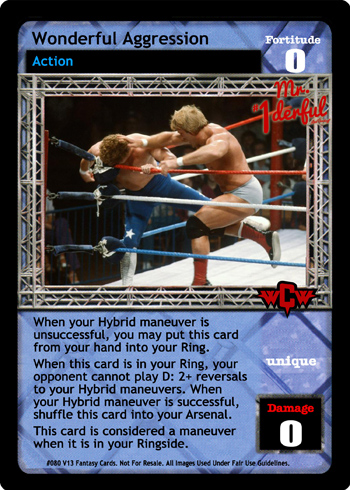 Wonderful Aggression
Fortitude
0
Action
Mr.
#1derful
WCW
When your Hybrid maneuver is
unsuccessful, you may put this card
from your hand into your Ring.
When this card is in your Ring, your
opponent cannot play D: 2+ reversals
to your Hybrid maneuvers. When
your Hybrid maneuver is successful,
shuffle this card into your Arsenal.
This card is considered a maneuver
when it is in your Ringside.
unique
Damage
0
#080 V13 Fantasy Cards. Not For Resale. All Images Used Under Fair Use Guidelines.